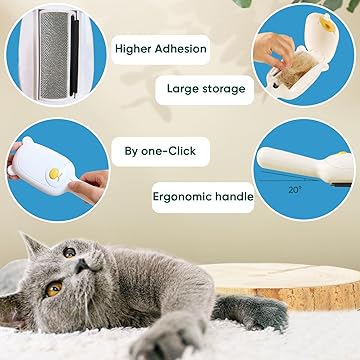 Higher Adhesion
Large storage
By one-Click
Ergonomic handle
20°